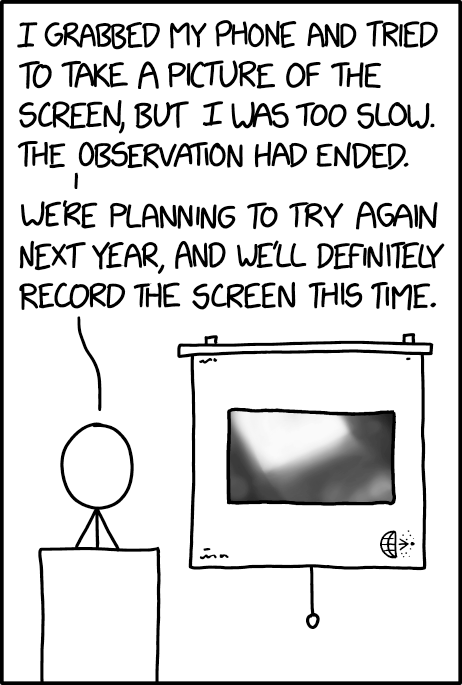 I GRABBED MY PHONE AND TRIED
TO TAKE A PICTURE OF THE
SCREEN, BUT I WAS TOO SLOW.
THE OBSERVATION HAD ENDED.
WE'RE PLANNING TO TRY AGAIN
NEXT YEAR, AND WE'LL DEFINITELY
RECORD THE SCREEN THIS TIME.